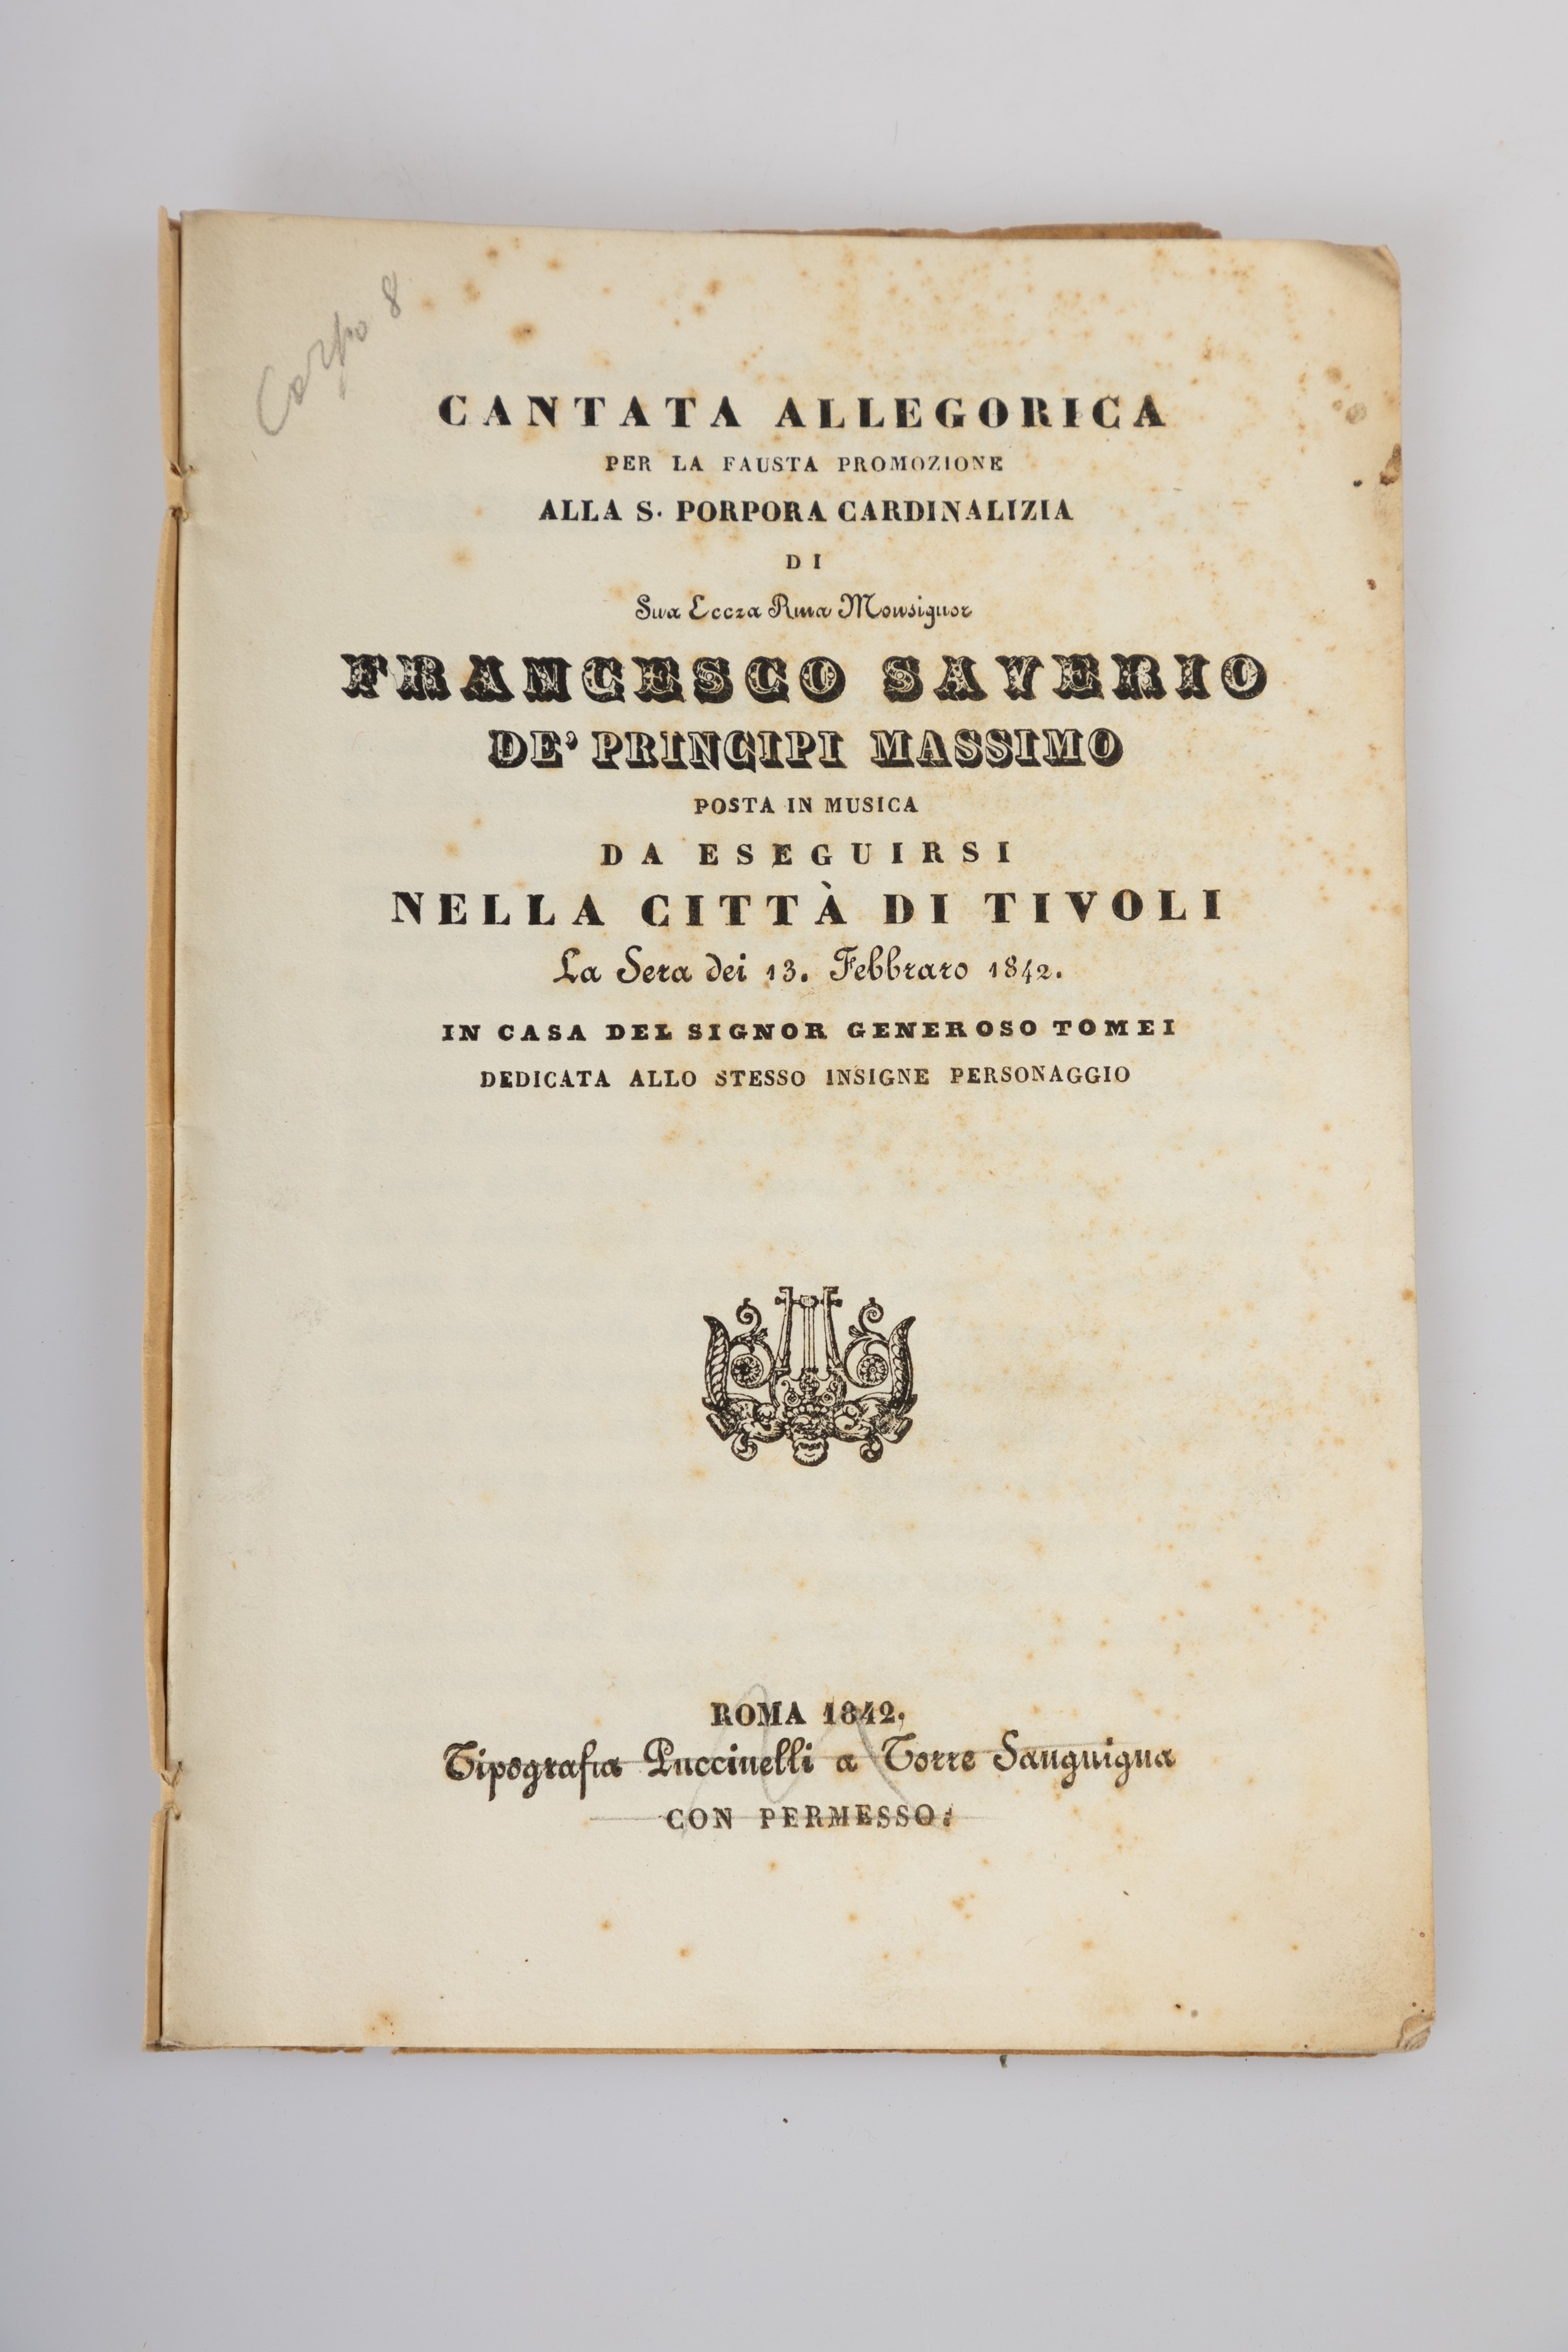 Corpo 8
CANTATA ALLEGORICA
PER LA FAUSTA PROMOZIONE
ALLA S. PORPORA CARDINALIZIA
DI
Sua Eccza Rma Monsignor
FRANCESCO SAVERIO
DE' PRINCIPI MASSIMO
POSTA IN MUSICA
DA ESEGUIRSI
NELLA CITTÀ DI TIVOLI
La Sera dei 13. Febbraro 1842.
IN CASA DEL SIGNOR GENEROSO TOMEI
DEDICATA ALLO STESSO INSIGNE PERSONAGGIO
ROMA 1842.
Tipografia Puccinelli a Torre Sanguigna
CON PERMESSO.